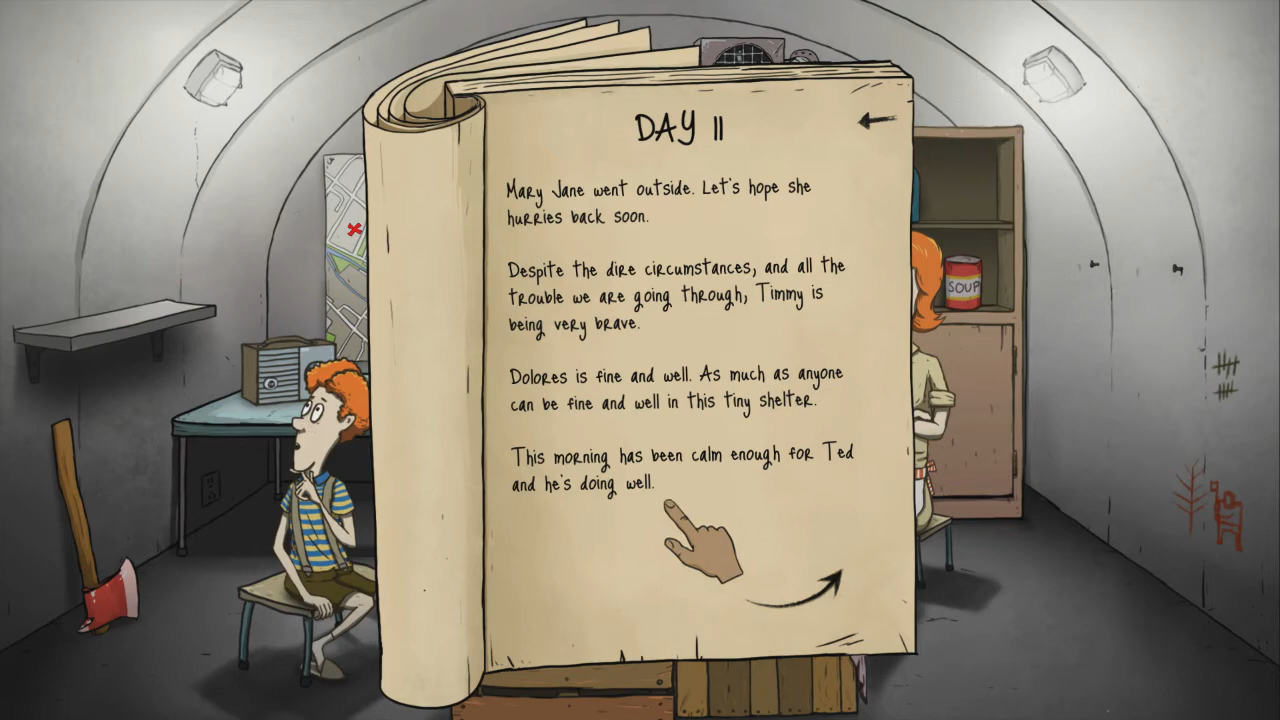 DAY 11
Mary Jane went outside. Let's hope she
hurries back soon.
Despite the dire circumstances, and all the
trouble we are going through, Timmy is
being very brave.
Dolores is fine and well. As much as anyone
can be fine and well in this tiny shelter.
This morning has been calm enough for Ted
and he's doing well.
SOUP